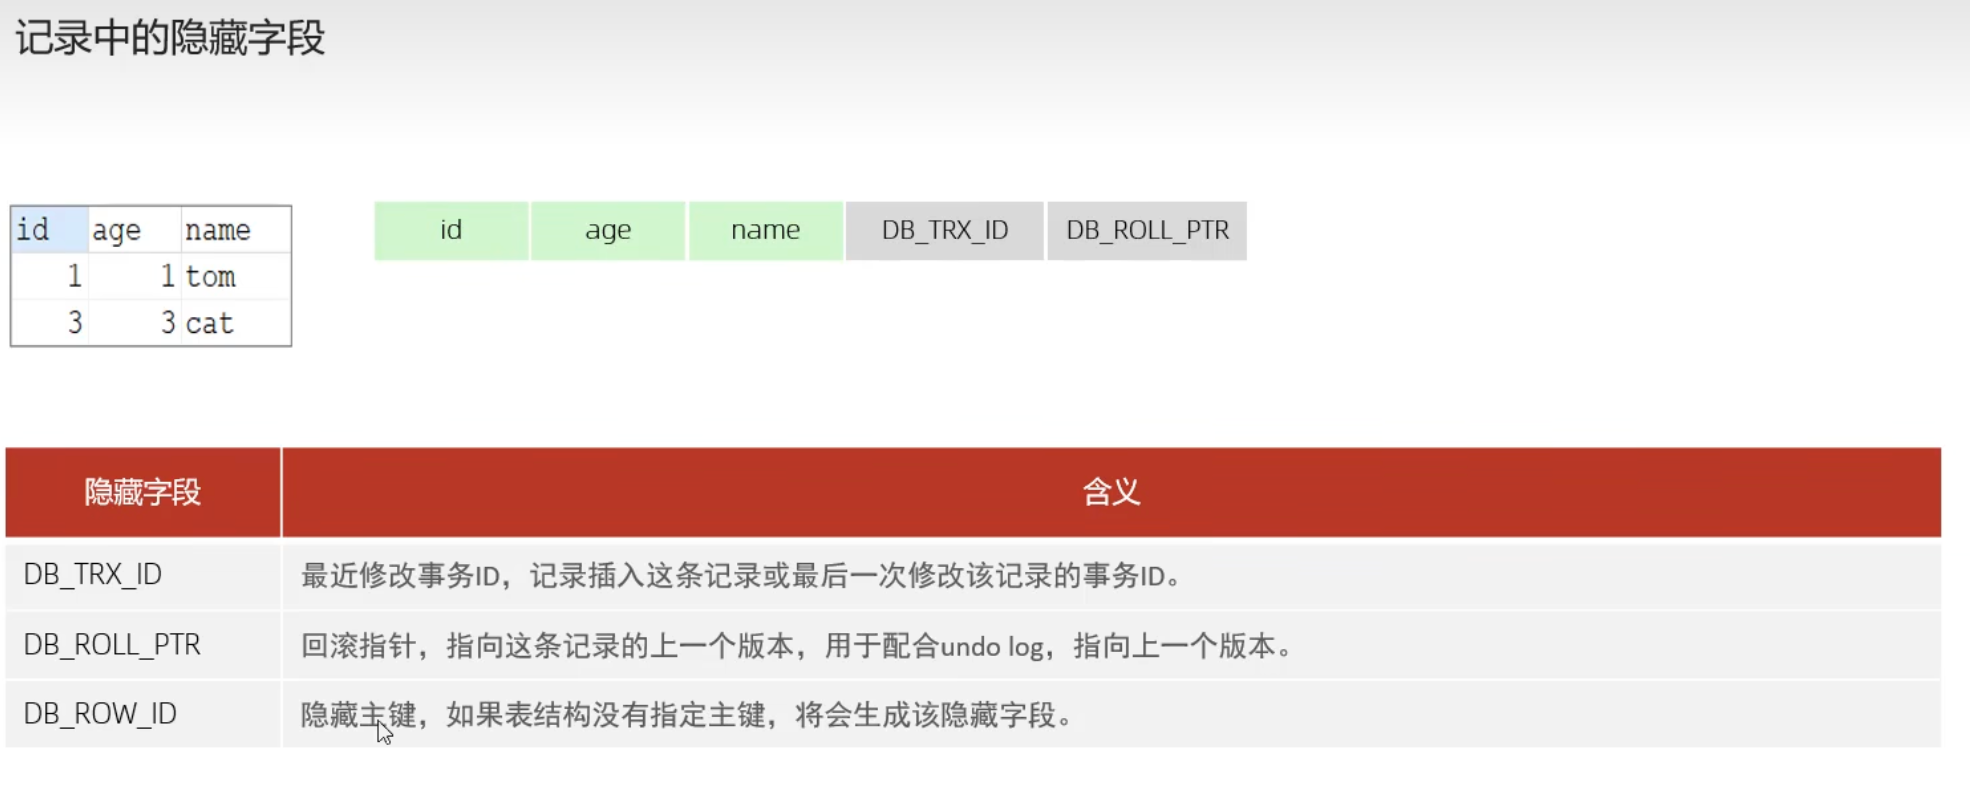 记录中的隐藏字段
id age name
1 1 tom
3 3 cat
id age name DB_TRX_ID DB_ROLL_PTR
隐藏字段 含义
DB_TRX_ID 最近修改事务ID，记录插入这条记录或最后一次修改该记录的事务ID。
DB_ROLL_PTR 回滚指针，指向这条记录的上一个版本，用于配合undo log，指向上一个版本。
DB_ROW_ID 隐藏主键，如果表结构没有指定主键，将会生成该隐藏字段。